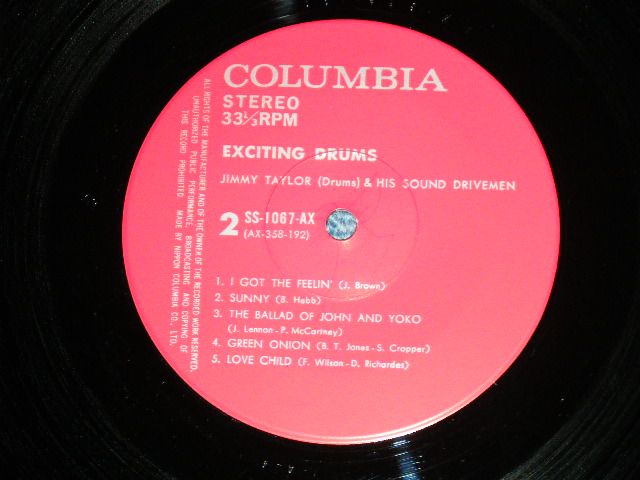 COLUMBIA
STEREO
33⅓RPM
EXCITING DRUMS
JIMMY TAYLOR (Drums) & HIS SOUND DRIVEMEN
2
SS-1067-AX
(AX-358-192)
1. I GOT THE FEELIN' (J. Brown)
2. SUNNY (B. Hebb)
3. THE BALLAD OF JOHN AND YOKO
(J. Lennon-P. McCartney)
4. GREEN ONION (B. T. Jones-S. Cropper)
5. LOVE CHILD (F. Wilson-D. Richardes)
ALL RIGHTS OF THE MANUFACTURER AND OF THE OWNER OF THE RECORDED WORK RESERVED.
UNAUTHORIZED PUBLIC PERFORMANCE, BROADCASTING AND COPYING OF
THIS RECORD PROHIBITED. MADE BY NIPPON COLUMBIA CO., LTD.